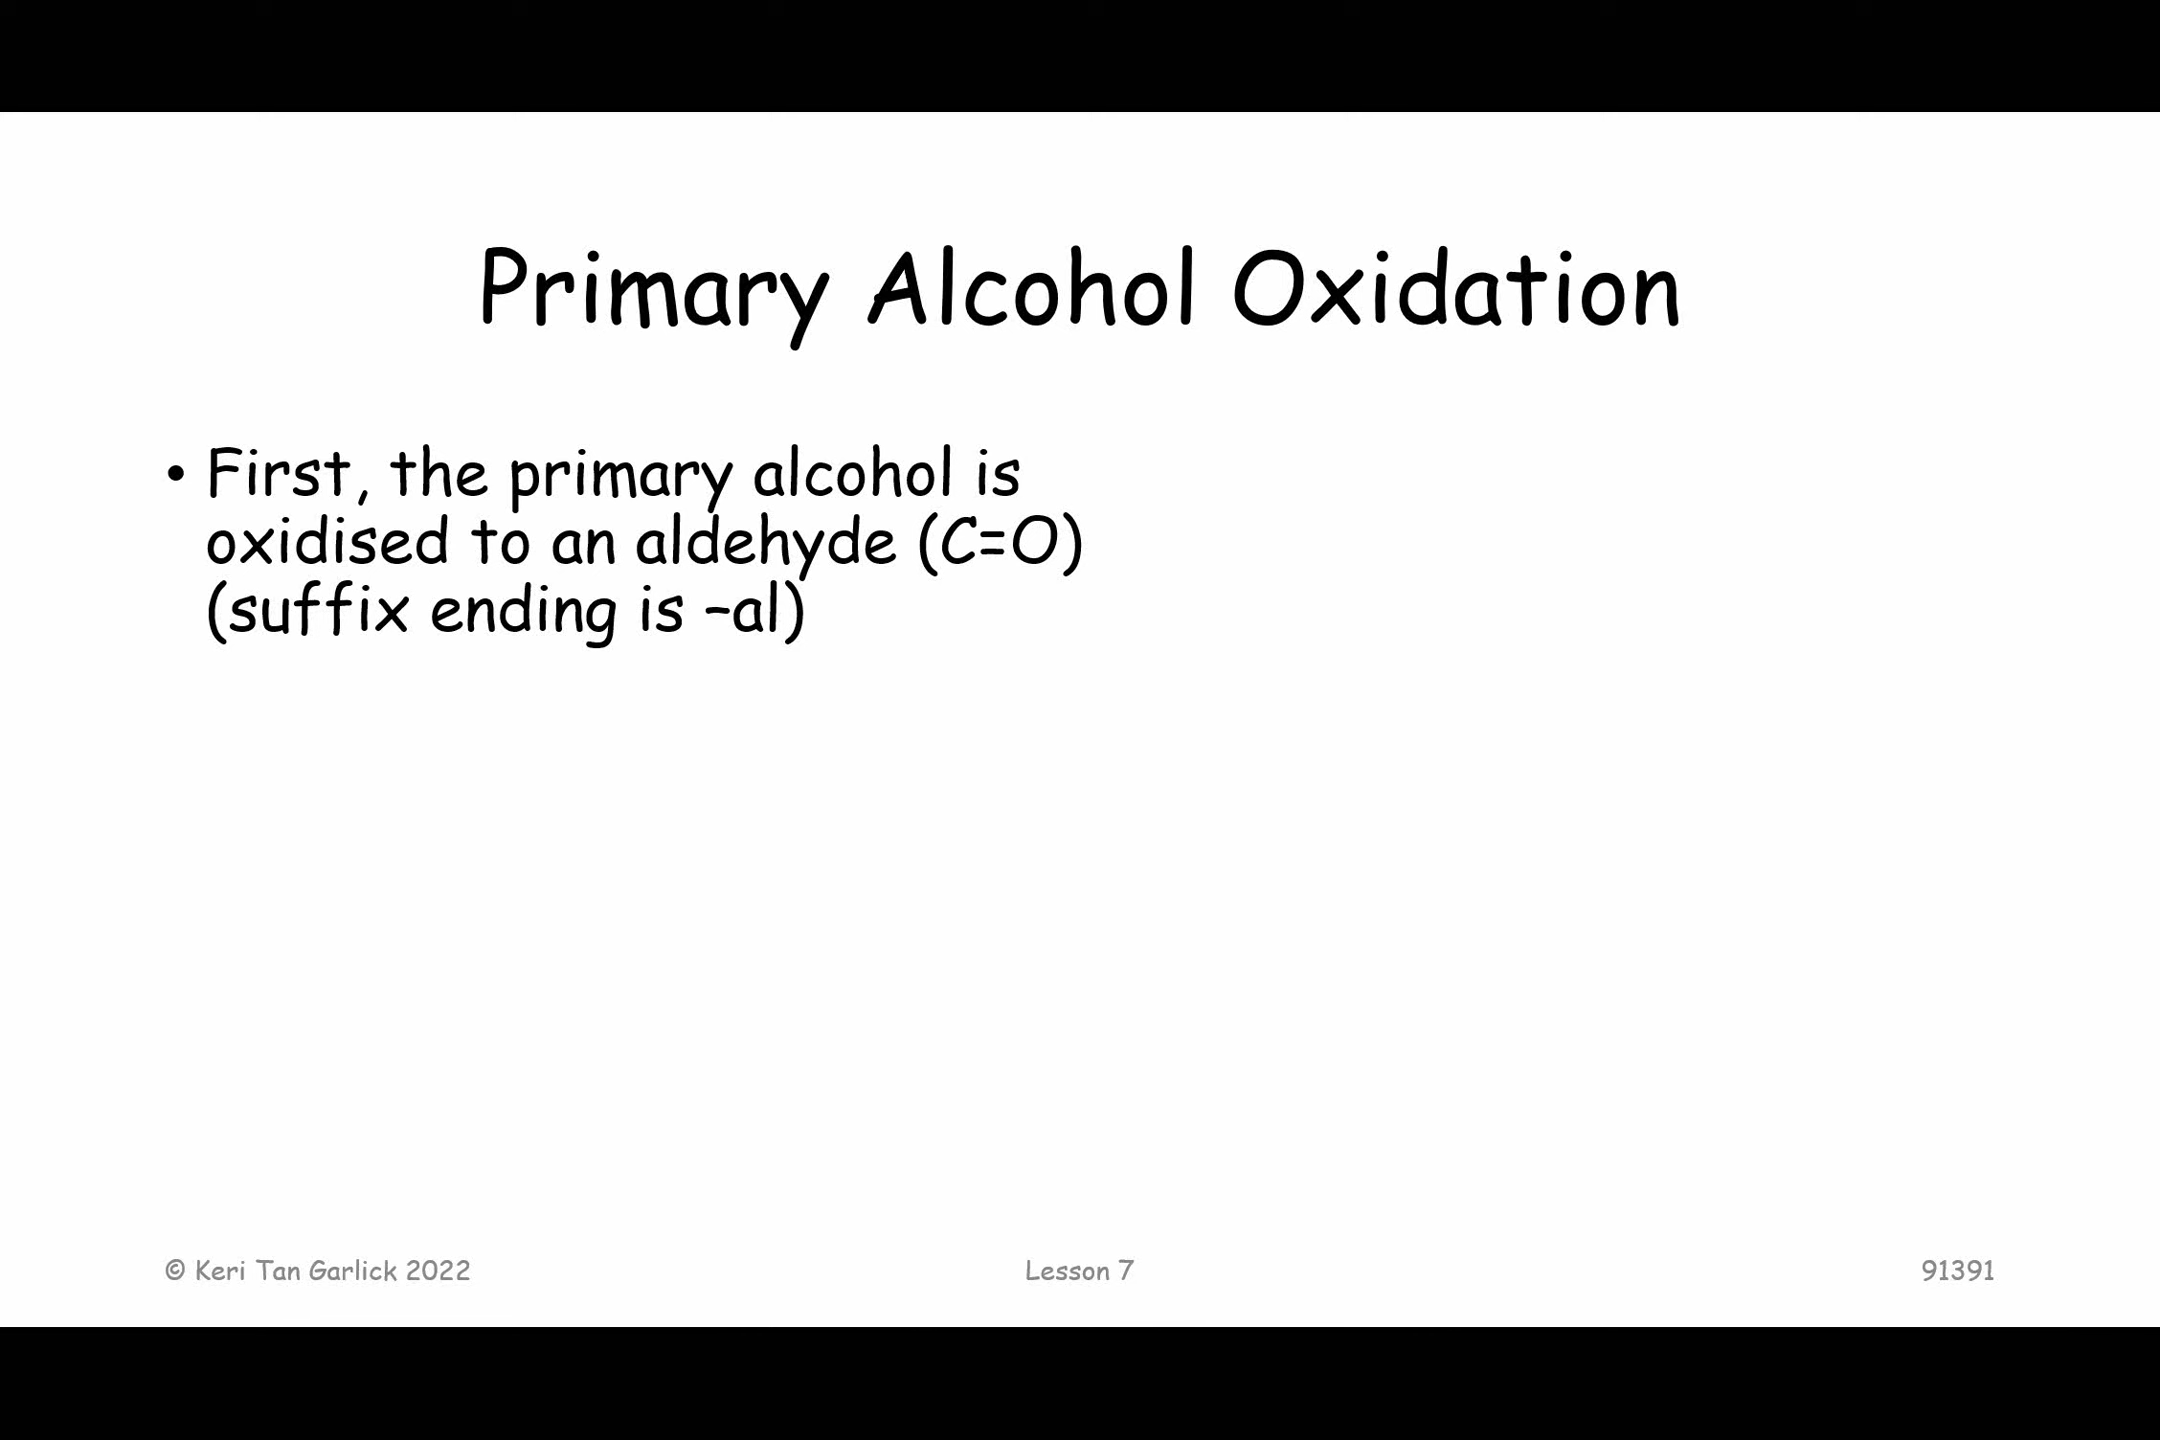 Primary Alcohol Oxidation
• First, the primary alcohol is
oxidised to an aldehyde (C=O)
(suffix ending is –al)
© Keri Tan Garlick 2022
Lesson 7
91391